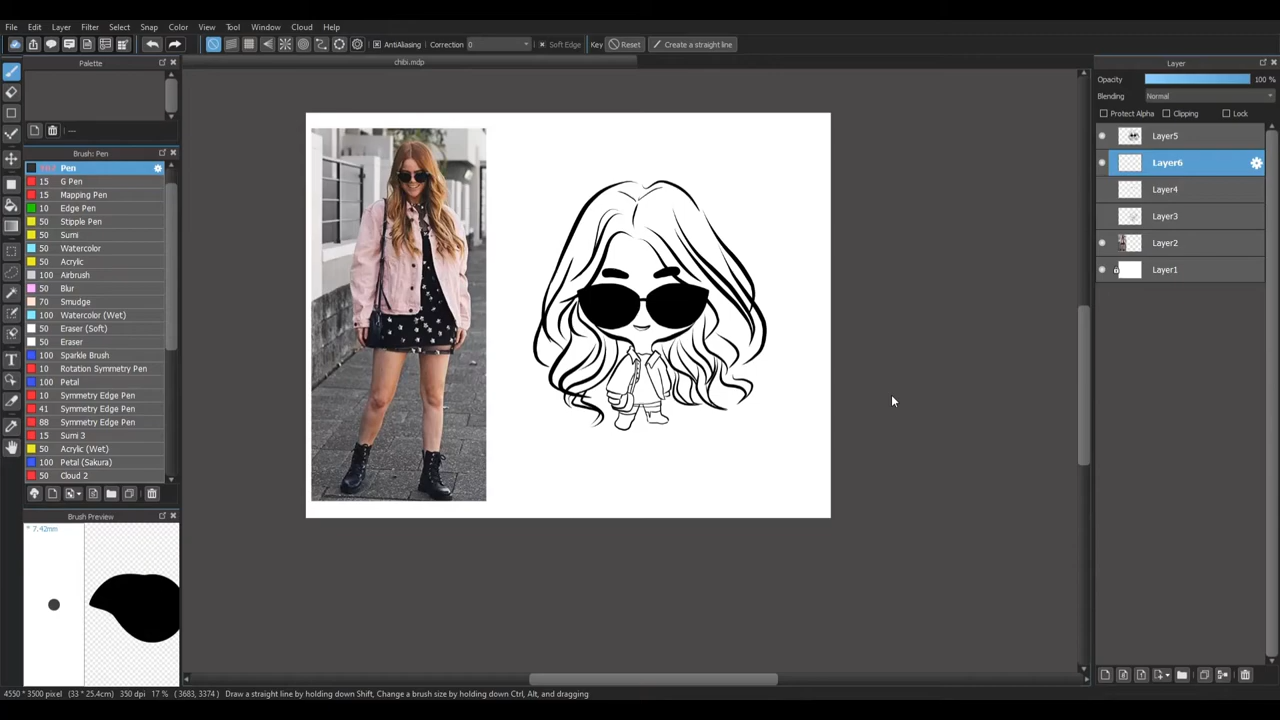 File Edit Layer Filter Select Snap Color View Tool Window Cloud Help
AntiAliasing Correction 0 Soft Edge Key Reset Create a straight line
Palette
chibi.mdp
Layer
Opacity 100 %
Blending Normal
Protect Alpha Clipping Lock
---
Brush: Pen
Pen
15 G Pen
15 Mapping Pen
10 Edge Pen
50 Stipple Pen
50 Sumi
50 Watercolor
50 Acrylic
100 Airbrush
50 Blur
70 Smudge
100 Watercolor (Wet)
50 Eraser (Soft)
50 Eraser
100 Sparkle Brush
10 Rotation Symmetry Pen
100 Petal
10 Symmetry Edge Pen
41 Symmetry Edge Pen
88 Symmetry Edge Pen
15 Sumi 3
50 Acrylic (Wet)
100 Petal (Sakura)
50 Cloud 2
Brush Preview
* 7.42mm
Layer5
Layer6
Layer4
Layer3
Layer2
Layer1
4550 * 3500 pixel (33 * 25.4cm) 350 dpi 17 % (3683, 3374) Draw a straight line by holding down Shift, Change a brush size by holding down Ctrl, Alt, and dragging